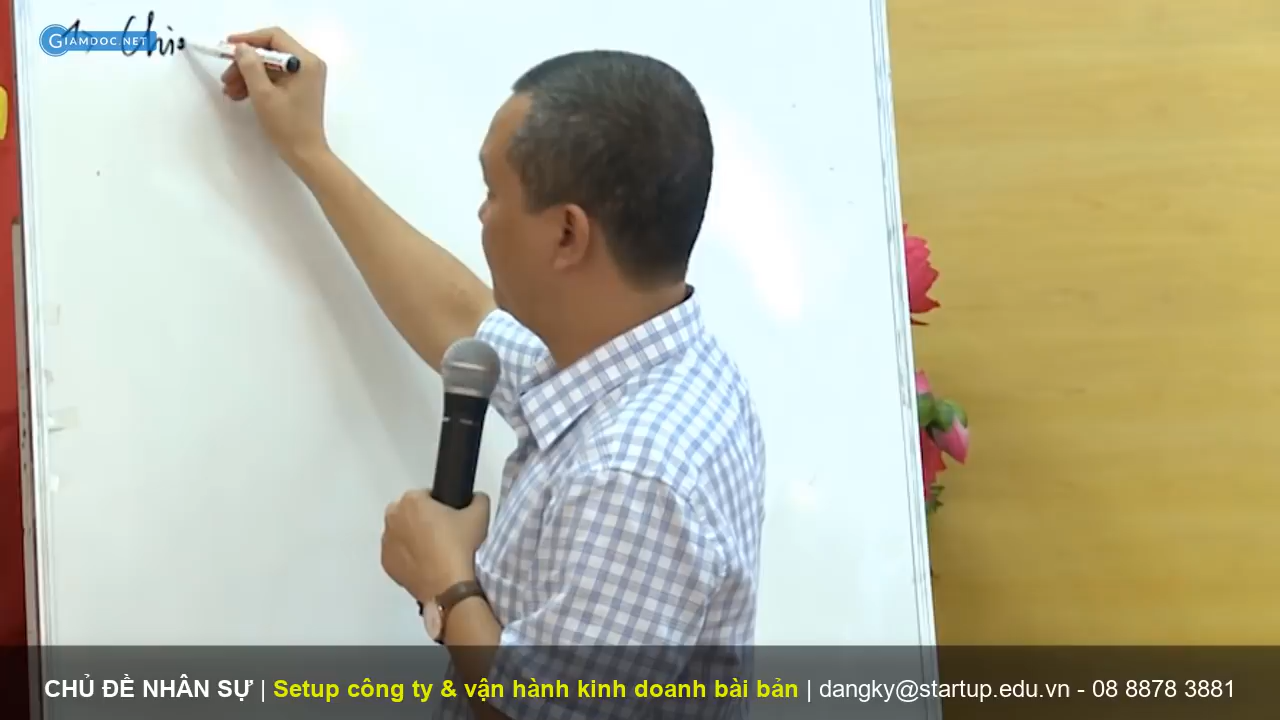 GIAMDOC.NET
CHỦ ĐỀ NHÂN SỰ | Setup công ty & vận hành kinh doanh bài bản | dangky@startup.edu.vn - 08 8878 3881